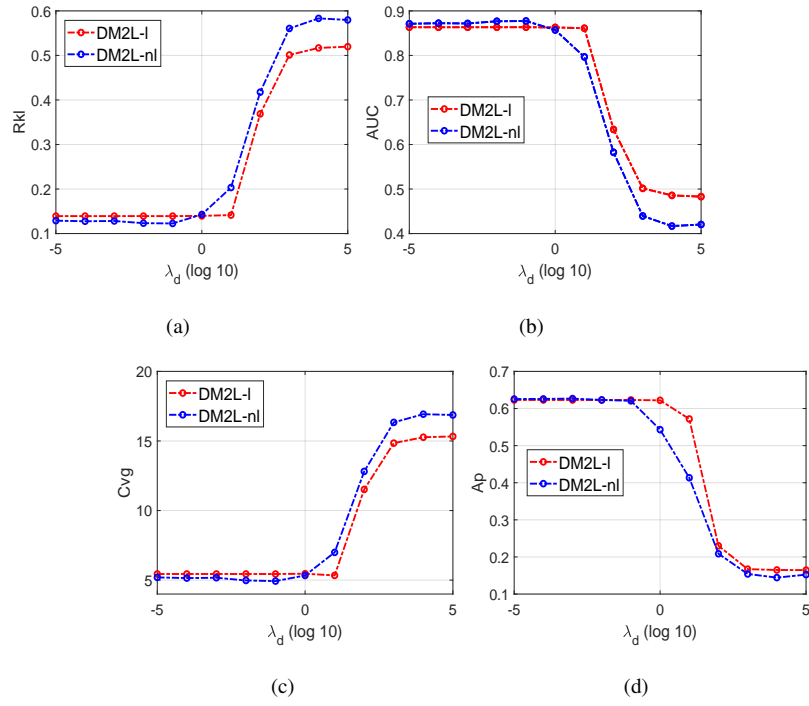 0.6
0.5
0.4
0.3
0.2
0.1
Rkl
DM2L-l
DM2L-nl
-5 0 5
λd (log 10)
(a)
0.9
0.8
0.7
0.6
0.5
0.4
AUC
DM2L-l
DM2L-nl
-5 0 5
λd (log 10)
(b)
20
15
10
5
Cvg
DM2L-l
DM2L-nl
-5 0 5
λd (log 10)
(c)
0.7
0.6
0.5
0.4
0.3
0.2
0.1
Ap
DM2L-l
DM2L-nl
-5 0 5
λd (log 10)
(d)